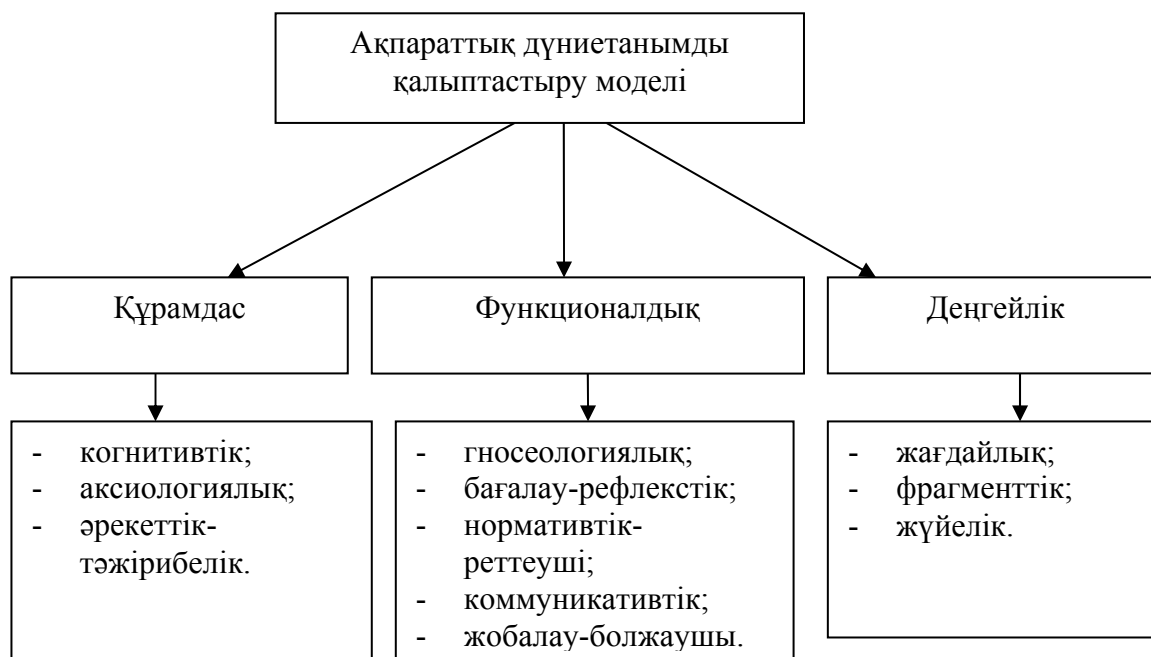 Ақпараттық дүниетанымды
қалыптастыру моделі
Құрамдас
Функционалдық
Деңгейлік
- когнитивтік;
- аксиологиялық;
- әрекеттік-
тәжірибелік.
- гносеологиялық;
- бағалау-рефлекстік;
- нормативтік-
реттеуші;
- коммуникативтік;
- жобалау-болжаушы.
- жағдайлық;
- фрагменттік;
- жүйелік.